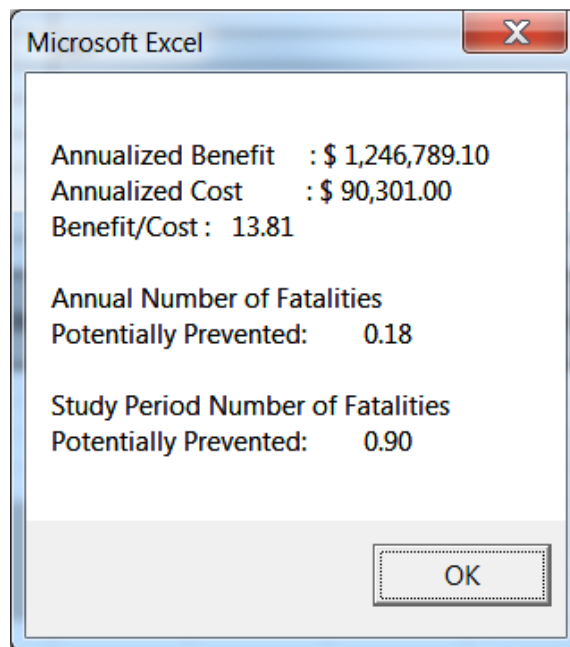 Microsoft Excel
Annualized Benefit : $ 1,246,789.10
Annualized Cost : $ 90,301.00
Benefit/Cost : 13.81
Annual Number of Fatalities
Potentially Prevented: 0.18
Study Period Number of Fatalities
Potentially Prevented: 0.90
OK